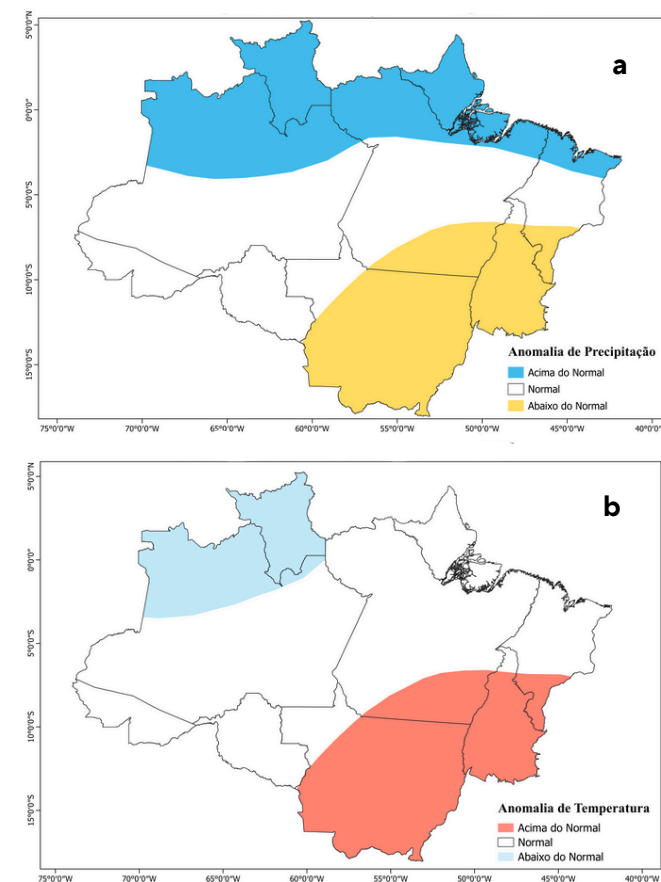 a
5°0'0"N
0°0'0"
5°0'0"S
10°0'0"S
15°0'0"S
Anomalia de Precipitação
Acima do Normal
Normal
Abaixo do Normal
75°0'0"W 70°0'0"W 65°0'0"W 60°0'0"W 55°0'0"W 50°0'0"W 45°0'0"W 40°0'0"W
b
5°0'0"N
0°0'0"
5°0'0"S
10°0'0"S
15°0'0"S
Anomalia de Temperatura
Acima do Normal
Normal
Abaixo do Normal
75°0'0"W 70°0'0"W 65°0'0"W 60°0'0"W 55°0'0"W 50°0'0"W 45°0'0"W 40°0'0"W